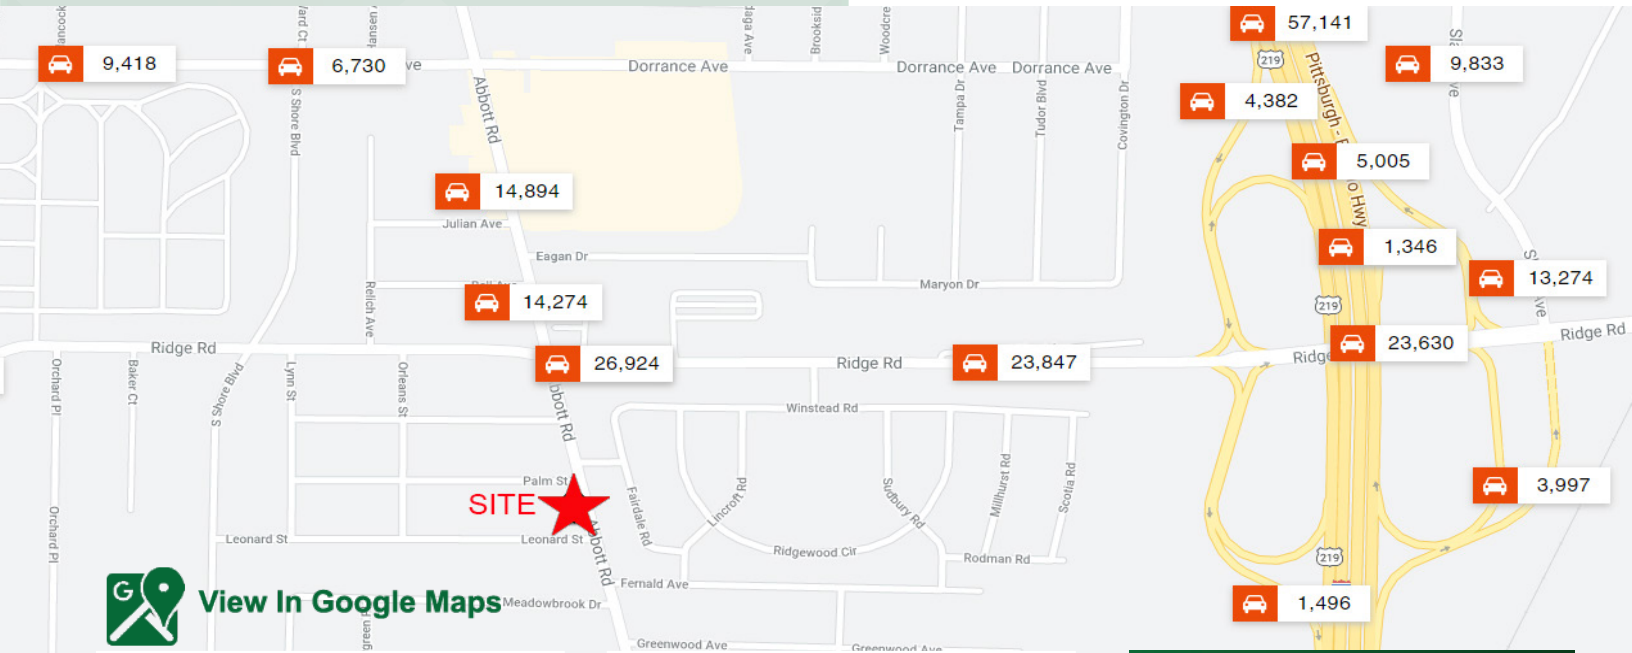 57,141
9,418
6,730
ve
Dorrance Ave
Dorrance Ave
Dorrance Ave
219
9,833
4,382
Abbott Rd
S Shore Blvd
Tampa Dr
Tudor Blvd
Covington Dr
5,005
14,894
Julian Ave
Eagan Dr
1,346
13,274
Maryon Dr
Relich Ave
14,274
219
Ridge Rd
26,924
Ridge Rd
23,847
Ridge
23,630
Ridge Rd
Orchard Pl
Baker Ct
S Shore Blvd
Lynn St
Orleans St
bbott Rd
Winstead Rd
Palm St
SITE
Fairdale Rd
Lincroft Rd
Sudbury Rd
Millhurst Rd
Scotia Rd
3,997
Orchard Pl
Leonard St
Leonard St
Abbott Rd
Ridgewood Cir
Rodman Rd
219
Fernald Ave
G
View In Google Maps
Meadowbrook Dr
1,496
Greenwood Ave
Greenwood Ave